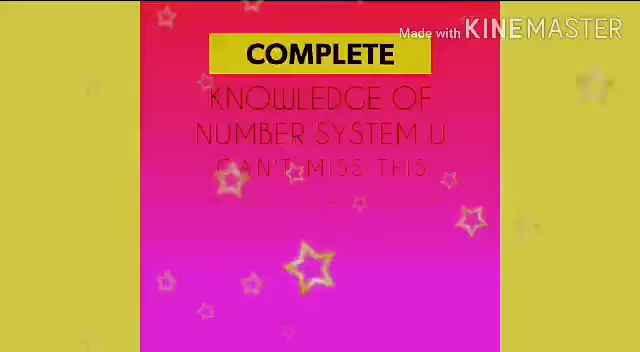 Made with KINEMASTER
COMPLETE
KNOWLEDGE OF
NUMBER SYSTEM U
CAN'T MISS THIS